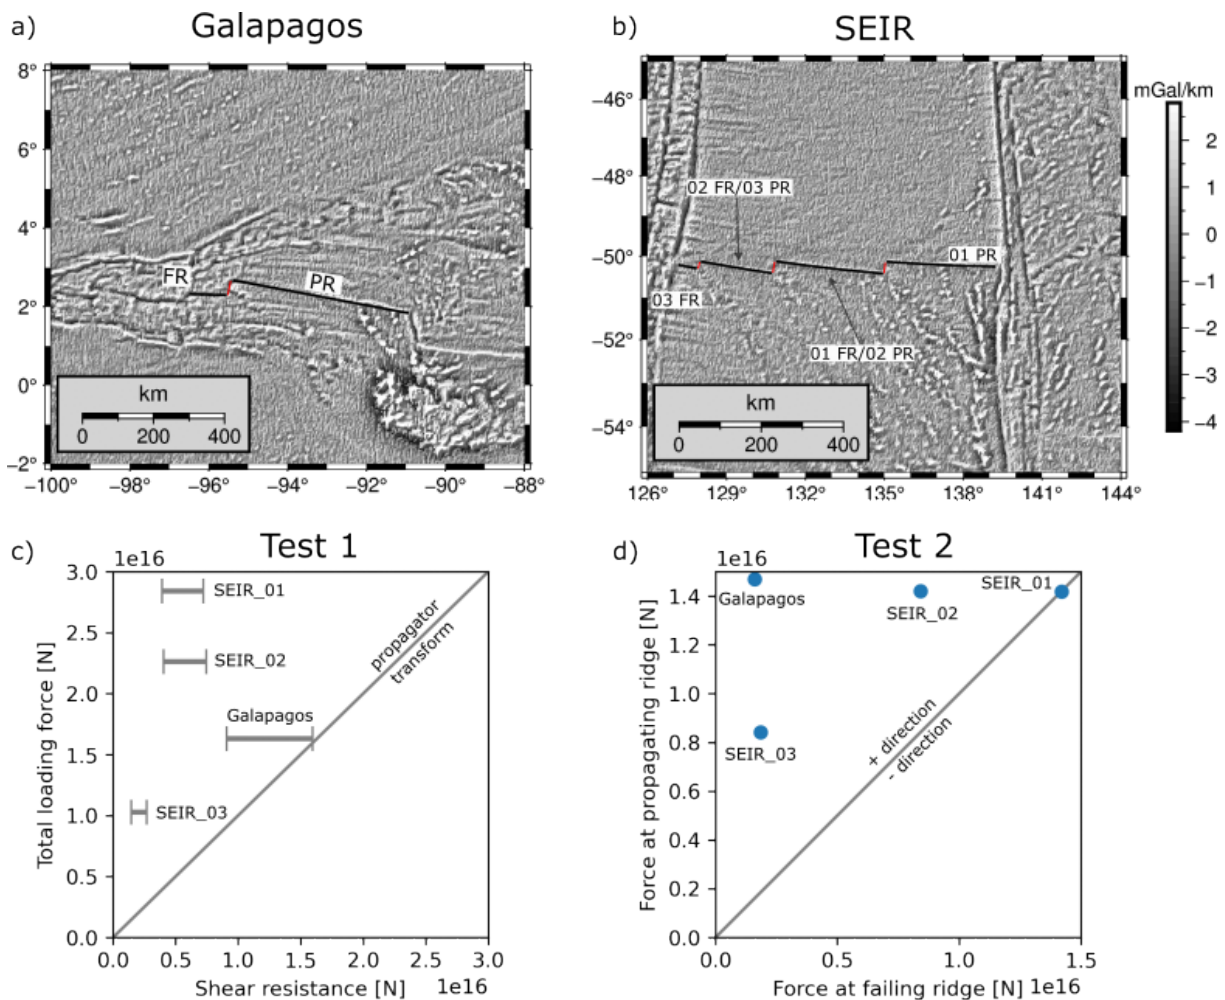 a)
Galapagos
8°
6°
4°
2°
0°
−2°
−100°
−98°
−96°
−94°
−92°
−90°
−88°
FR
PR
km
0 200 400
b)
SEIR
−46°
−48°
−50°
−52°
−54°
126°
129°
132°
135°
138°
141°
144°
02 FR/03 PR
01 PR
03 FR
01 FR/02 PR
km
0 200 400
mGal/km
2
1
0
−1
−2
−3
−4
c)
Test 1
1e16
3.0
2.5
2.0
1.5
1.0
0.5
0.0
Total loading force [N]
SEIR_01
SEIR_02
Galapagos
SEIR_03
propagator
transform
0.0 0.5 1.0 1.5 2.0 2.5 3.0
Shear resistance [N] 1e16
d)
Test 2
1e16
1.4
1.2
1.0
0.8
0.6
0.4
0.2
0.0
Force at propagating ridge [N]
SEIR_01
Galapagos
SEIR_02
SEIR_03
+ direction
- direction
0.0 0.5 1.0 1.5
Force at failing ridge [N] 1e16